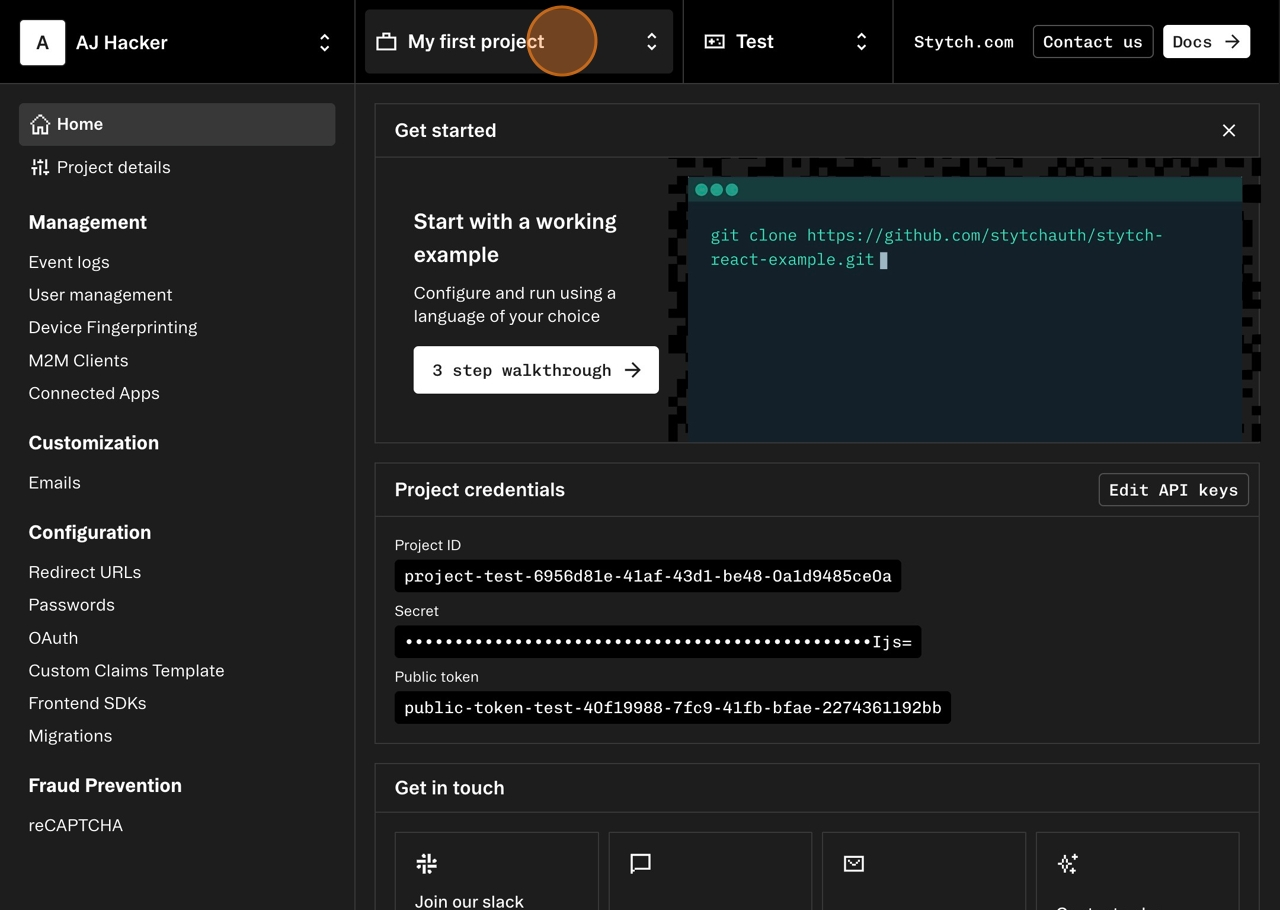 A
AJ Hacker
My first project
Test
Stytch.com
Contact us
Docs
Home
Project details
Management
Event logs
User management
Device Fingerprinting
M2M Clients
Connected Apps
Customization
Emails
Configuration
Redirect URLs
Passwords
OAuth
Custom Claims Template
Frontend SDKs
Migrations
Fraud Prevention
reCAPTCHA
Get started
Start with a working
example
Configure and run using a
language of your choice
3 step walkthrough
git clone https://github.com/stytchauth/stytch-
react-example.git
Project credentials
Edit API keys
Project ID
project-test-6956d81e-41af-43d1-be48-0a1d9485ce0a
Secret
•••••••••••••••••••••••••••••••••••••••••••••••Ijs=
Public token
public-token-test-40f19988-7fc9-41fb-bfae-2274361192bb
Get in touch
Join our slack